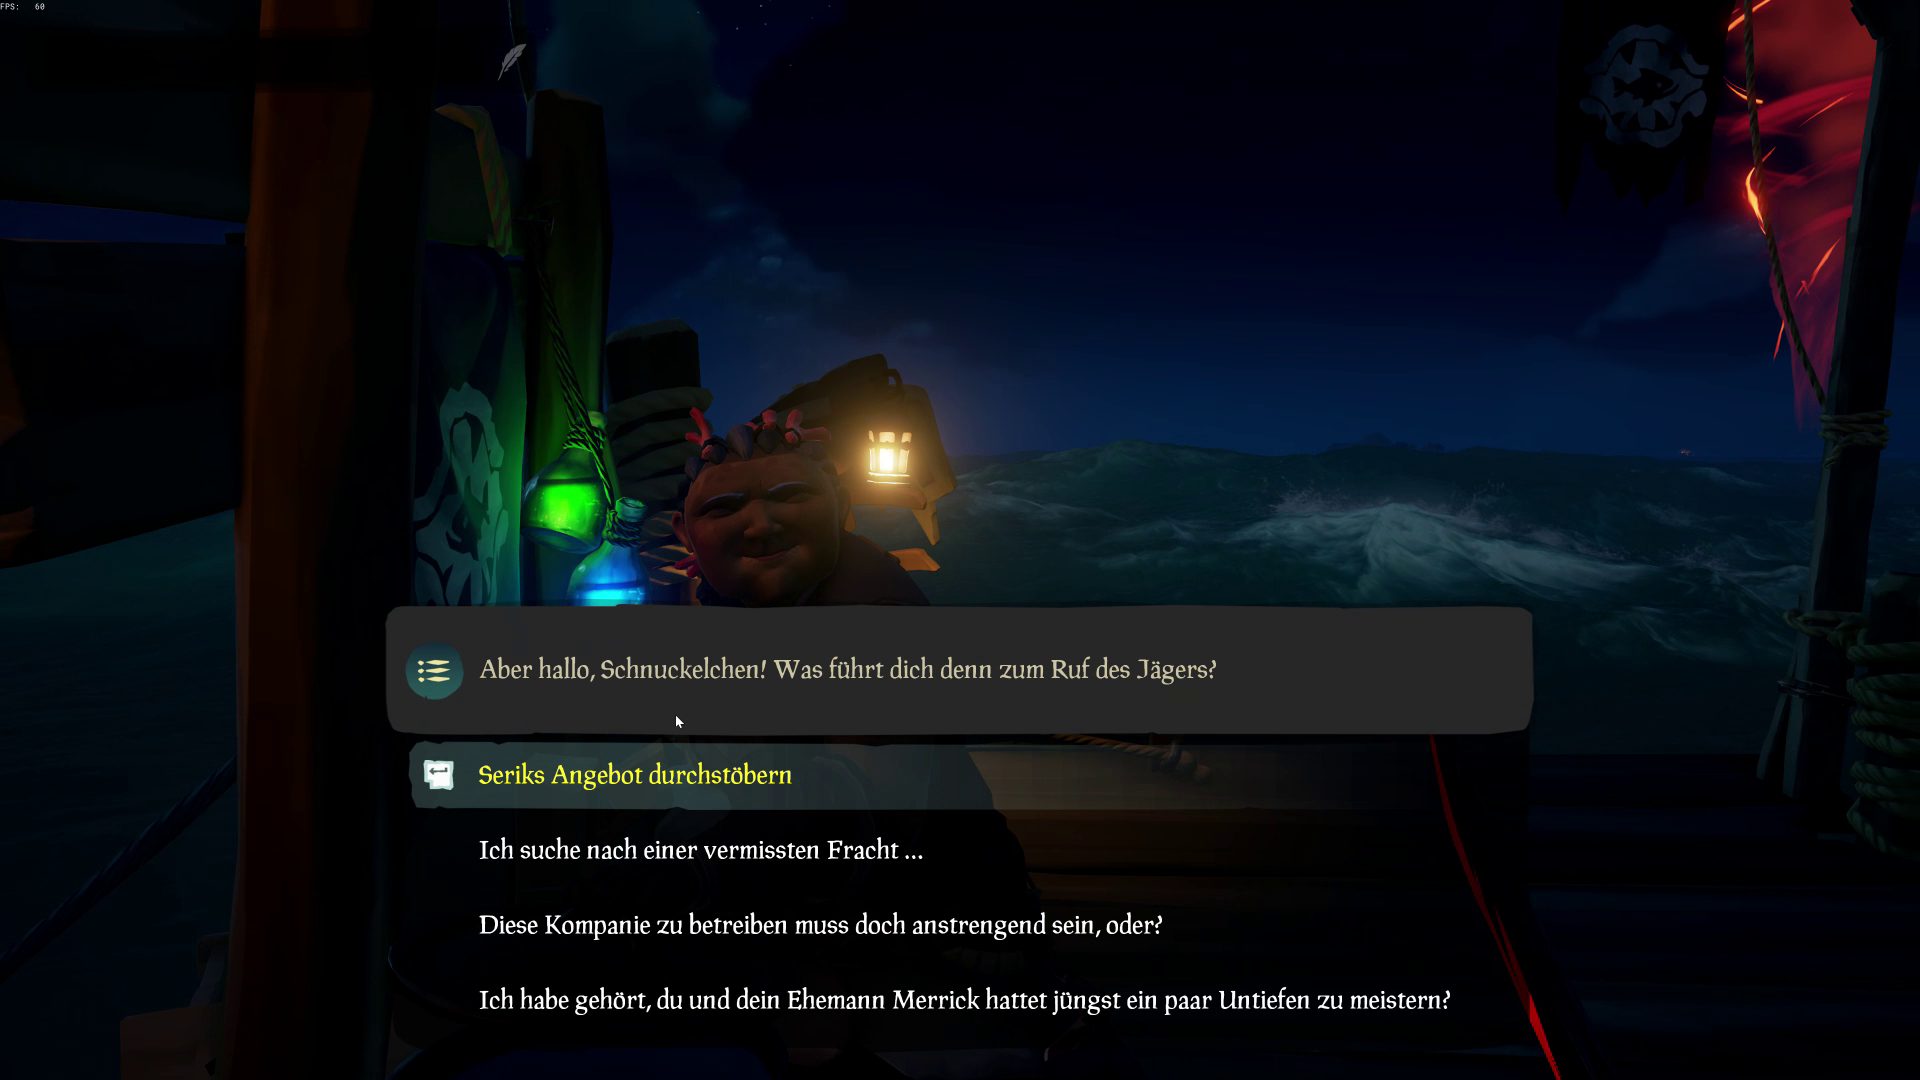 FPS: 60
Aber hallo, Schnuckelchen! Was führt dich denn zum Ruf des Jägers?
Seriks Angebot durchstöbern
Ich suche nach einer vermissten Fracht ...
Diese Kompanie zu betreiben muss doch anstrengend sein, oder?
Ich habe gehört, du und dein Ehemann Merrick hattet jüngst ein paar Untiefen zu meistern?